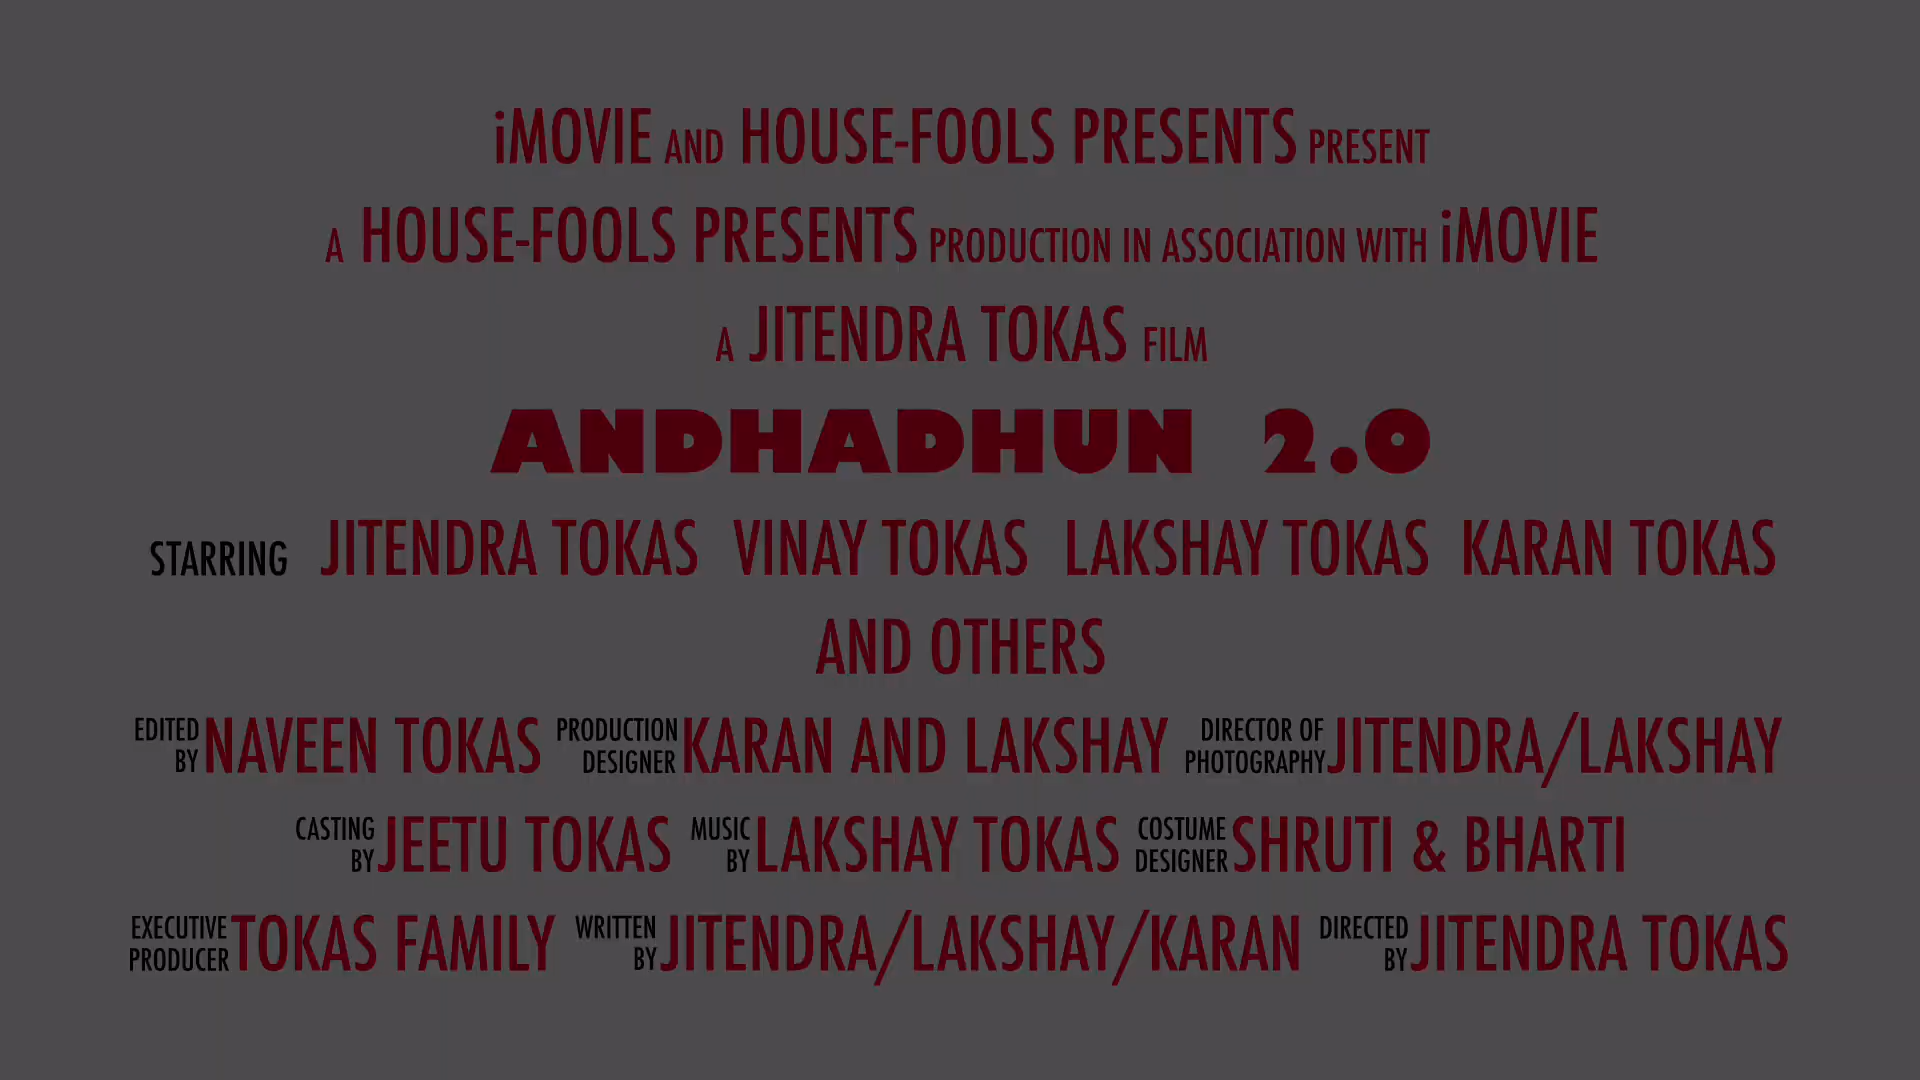 iMOVIE AND HOUSE-FOOLS PRESENTS PRESENT
A HOUSE-FOOLS PRESENTS PRODUCTION IN ASSOCIATION WITH iMOVIE
A JITENDRA TOKAS FILM
ANDHADHUN 2.0
STARRING JITENDRA TOKAS VINAY TOKAS LAKSHAY TOKAS KARAN TOKAS
AND OTHERS
EDITED BY NAVEEN TOKAS PRODUCTION DESIGNER KARAN AND LAKSHAY DIRECTOR OF PHOTOGRAPHY JITENDRA/LAKSHAY
CASTING BY JEETU TOKAS MUSIC BY LAKSHAY TOKAS COSTUME DESIGNER SHRUTI & BHARTI
EXECUTIVE PRODUCER TOKAS FAMILY WRITTEN BY JITENDRA/LAKSHAY/KARAN DIRECTED BY JITENDRA TOKAS